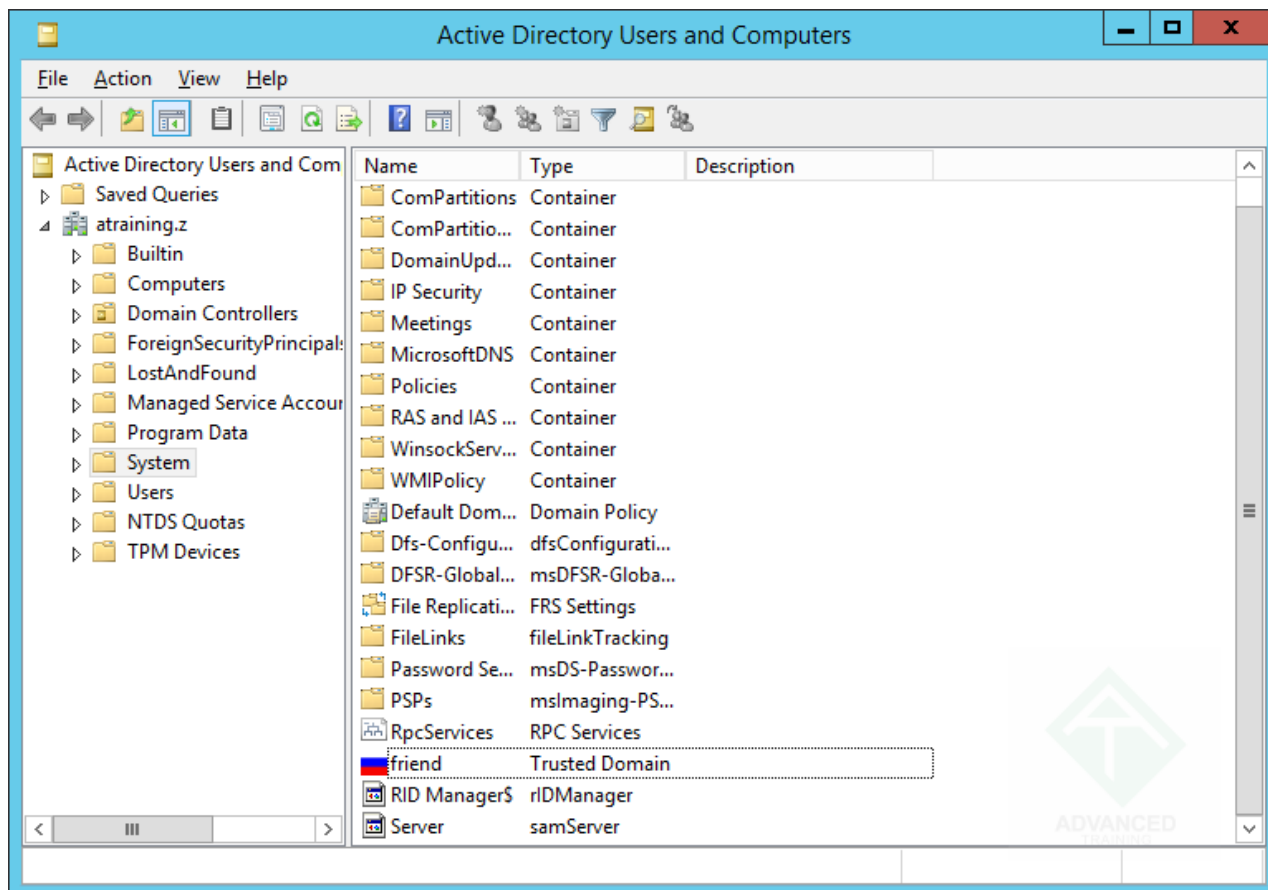 Active Directory Users and Computers
File Action View Help
Active Directory Users and Com
Saved Queries
atraining.z
Builtin
Computers
Domain Controllers
ForeignSecurityPrincipals
LostAndFound
Managed Service Accour
Program Data
System
Users
NTDS Quotas
TPM Devices
Name Type Description
ComPartitions Container
ComPartitio... Container
DomainUpd... Container
IP Security Container
Meetings Container
MicrosoftDNS Container
Policies Container
RAS and IAS ... Container
WinsockServ... Container
WMIPolicy Container
Default Dom... Domain Policy
Dfs-Configu... dfsConfigurati...
DFSR-Global... msDFSR-Globa...
File Replicati... FRS Settings
FileLinks fileLinkTracking
Password Se... msDS-Passwor...
PSPs msImaging-PS...
RpcServices RPC Services
friend Trusted Domain
RID Manager$ rIDManager
Server samServer
ADVANCED
TRAINING